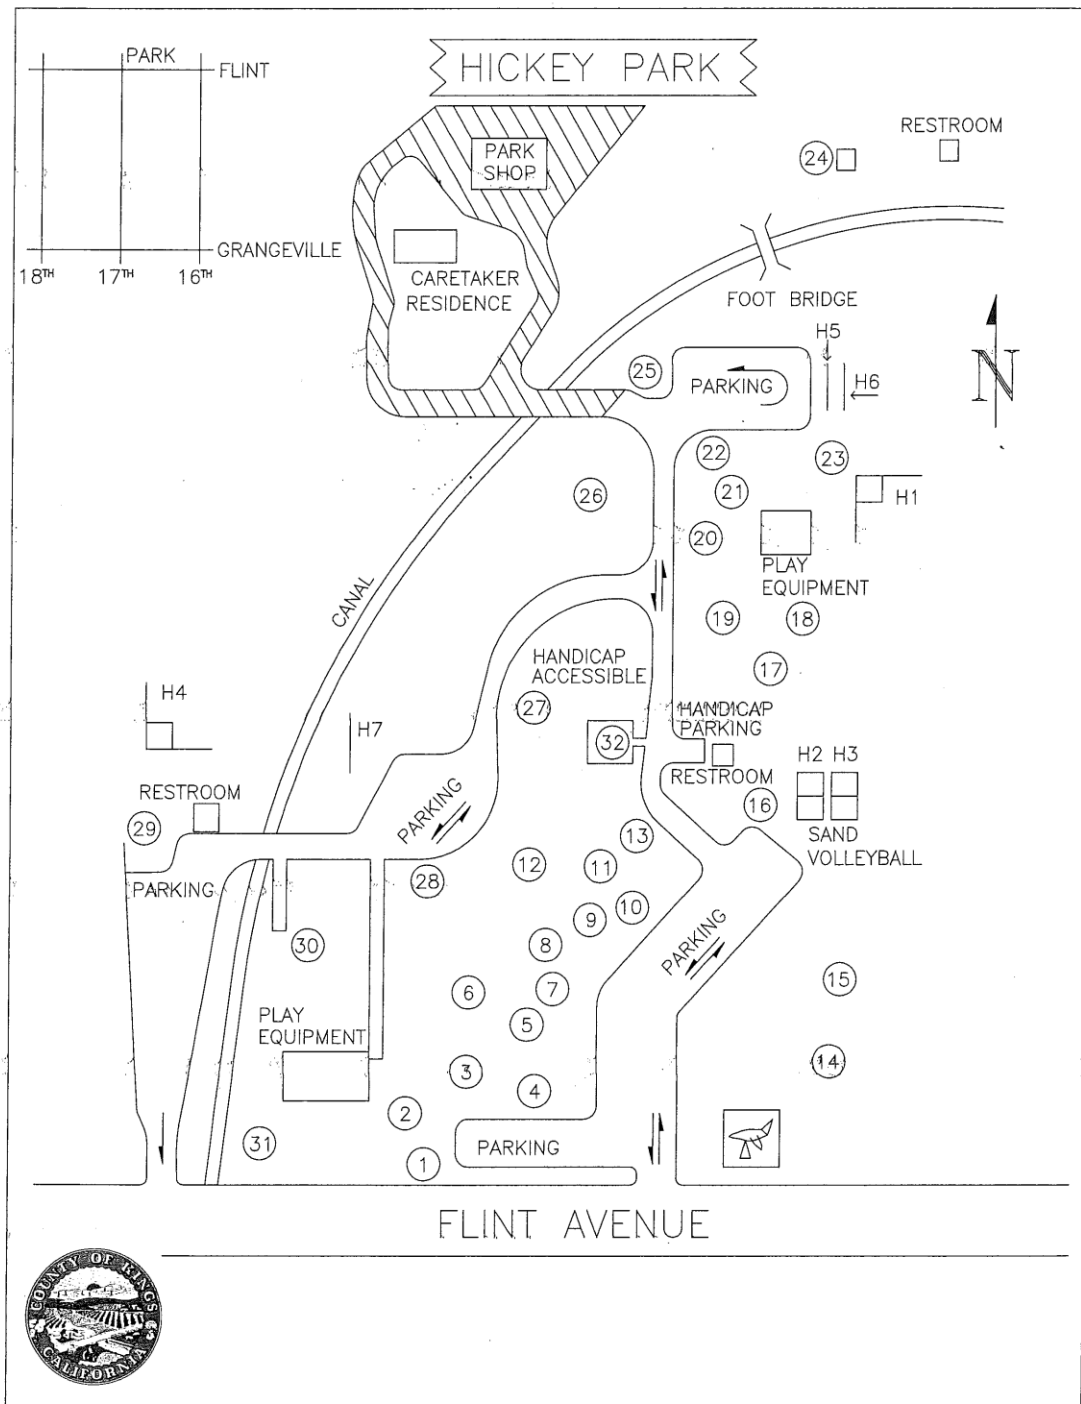 HICKEY PARK
PARK
FLINT
GRANGEVILLE
18TH
17TH
16TH
PARK
SHOP
CARETAKER
RESIDENCE
24
RESTROOM
FOOT BRIDGE
N
H5
H6
25
PARKING
22
23
21
H1
26
20
PLAY
EQUIPMENT
CANAL
19
18
HANDICAP
ACCESSIBLE
17
27
H4
H7
HANDICAP
PARKING
32
RESTROOM
H2
H3
16
SAND
VOLLEYBALL
RESTROOM
29
PARKING
PARKING
13
12
11
28
10
9
8
30
PARKING
15
6
7
5
PLAY
EQUIPMENT
3
4
14
2
31
1
PARKING
FLINT AVENUE
COUNTY OF KINGS
CALIFORNIA